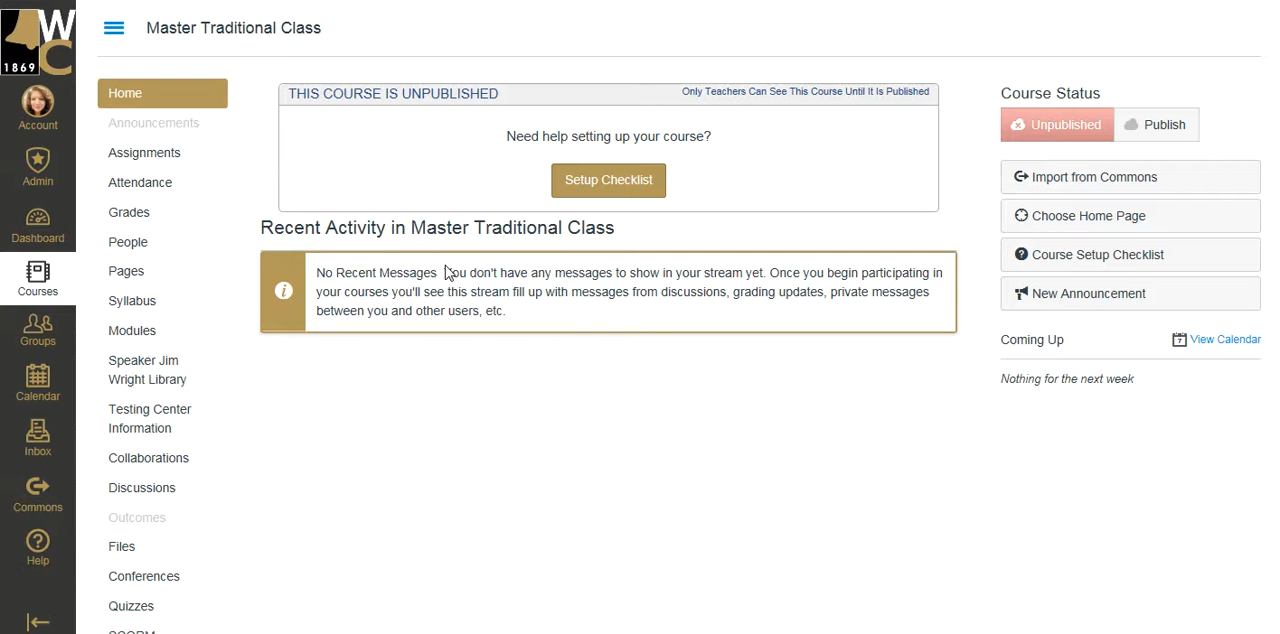 WC
1869
Account
Admin
Dashboard
Courses
Groups
Calendar
Inbox
Commons
Help
Master Traditional Class
Home
Announcements
Assignments
Attendance
Grades
People
Pages
Syllabus
Modules
Speaker Jim
Wright Library
Testing Center
Information
Collaborations
Discussions
Outcomes
Files
Conferences
Quizzes
SCORM
THIS COURSE IS UNPUBLISHED
Only Teachers Can See This Course Until It Is Published
Need help setting up your course?
Setup Checklist
Recent Activity in Master Traditional Class
No Recent Messages You don't have any messages to show in your stream yet. Once you begin participating in
your courses you'll see this stream fill up with messages from discussions, grading updates, private messages
between you and other users, etc.
Course Status
Unpublished
Publish
Import from Commons
Choose Home Page
Course Setup Checklist
New Announcement
Coming Up
7
View Calendar
Nothing for the next week